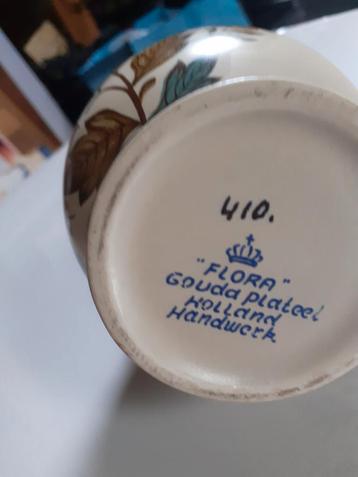 410.
"FLORA"
Gouda plateel
Holland
Handwerk